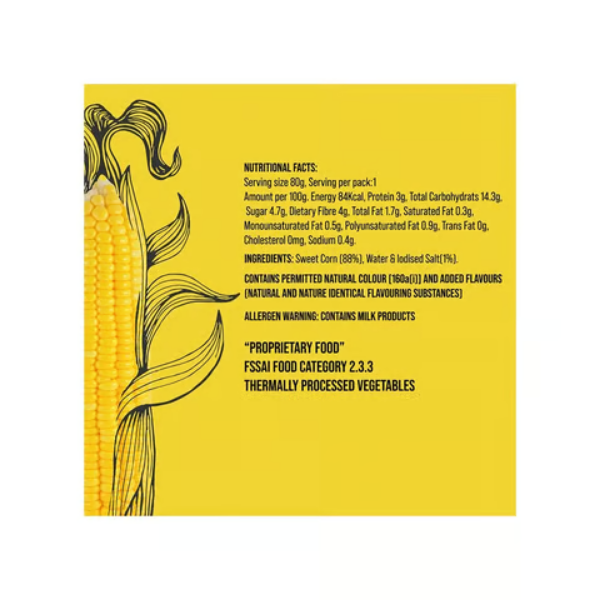 NUTRITIONAL FACTS:
Serving size 80g, Serving per pack:1
Amount per 100g. Energy 84Kcal, Protein 3g, Total Carbohydrats 14.3g,
Sugar 4.7g, Dietary Fibre 4g, Total Fat 1.7g, Saturated Fat 0.3g,
Monounsaturated Fat 0.5g, Polyunsaturated Fat 0.9g, Trans Fat 0g,
Cholesterol 0mg, Sodium 0.4g.
INGREDIENTS: Sweet Corn (88%), Water & Iodised Salt(1%).
CONTAINS PERMITTED NATURAL COLOUR [160a(i)] AND ADDED FLAVOURS
(NATURAL AND NATURE IDENTICAL FLAVOURING SUBSTANCES)
ALLERGEN WARNING: CONTAINS MILK PRODUCTS
"PROPRIETARY FOOD"
FSSAI FOOD CATEGORY 2.3.3
THERMALLY PROCESSED VEGETABLES